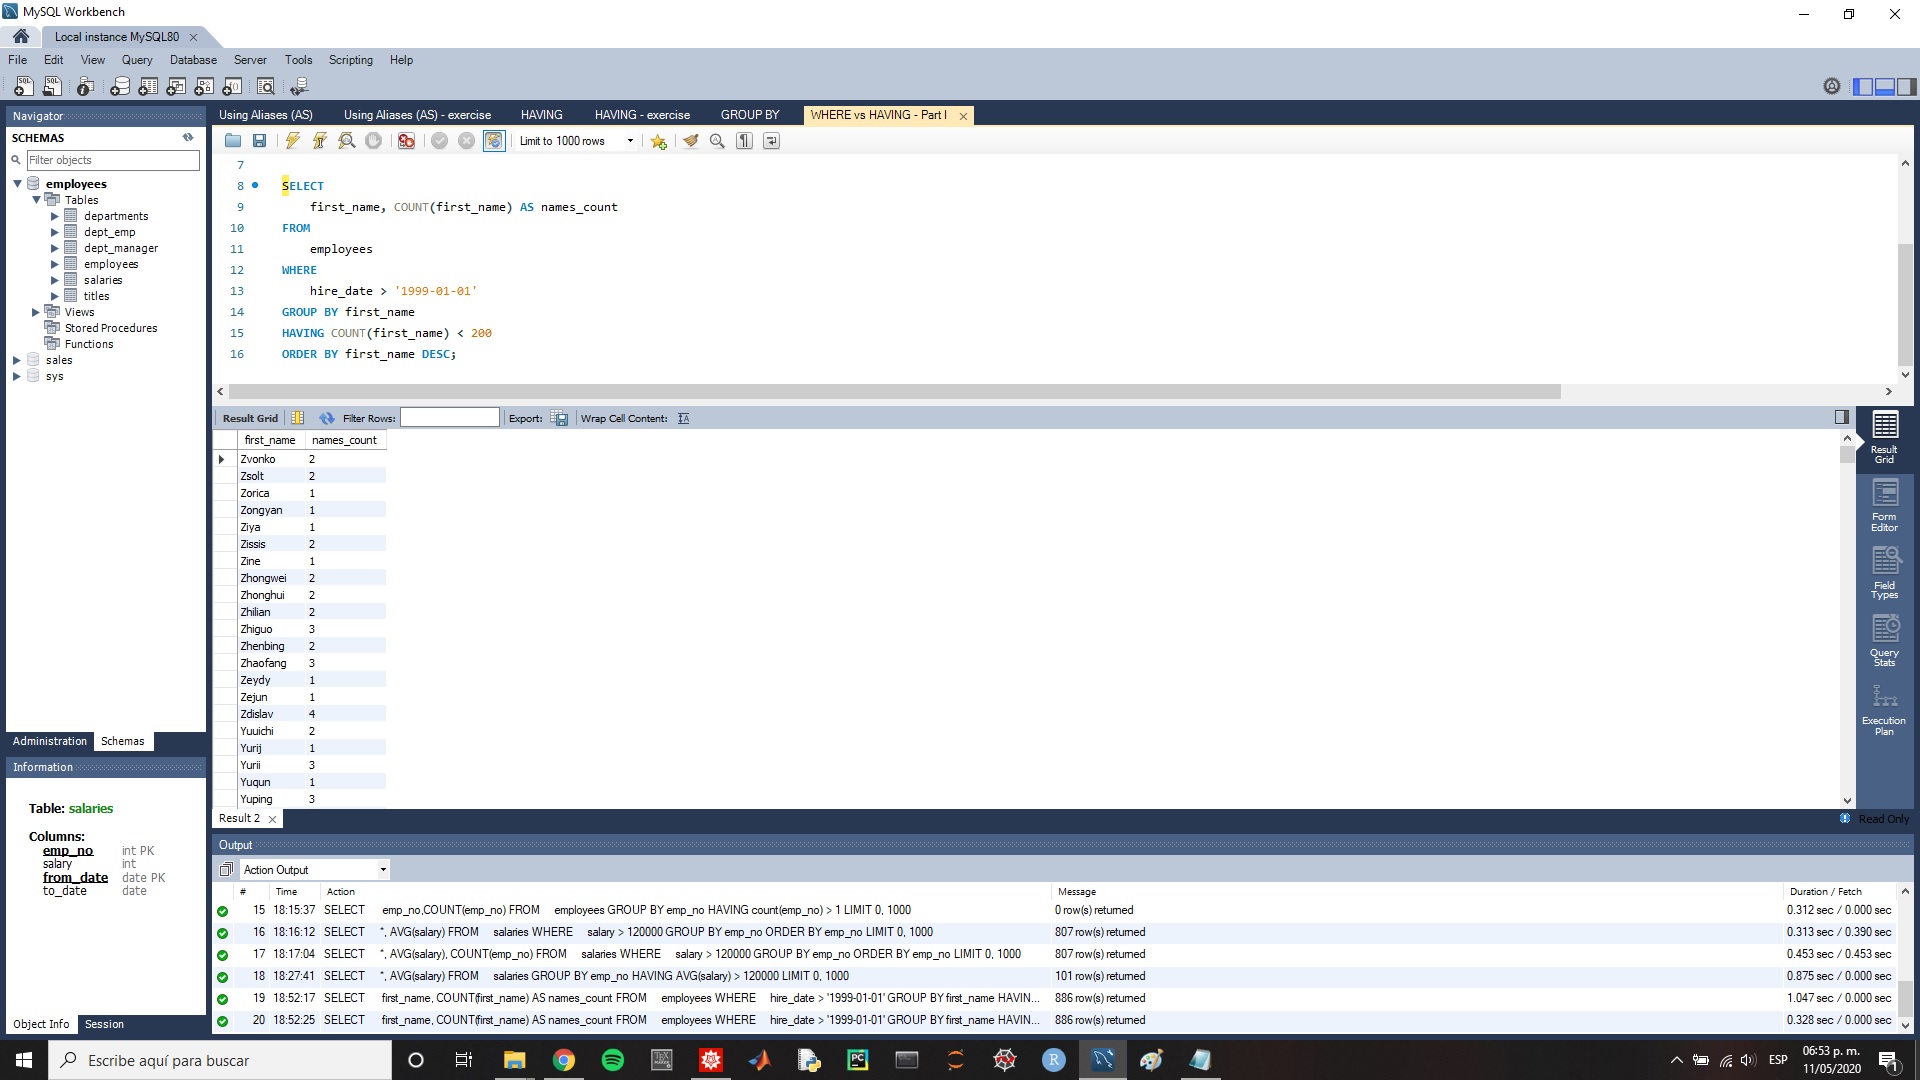 MySQL Workbench
Local instance MySQL80
File Edit View Query Database Server Tools Scripting Help
Navigator
SCHEMAS
Filter objects
employees
Tables
departments
dept_emp
dept_manager
employees
salaries
titles
Views
Stored Procedures
Functions
sales
sys
Administration Schemas
Information
Table: salaries
Columns:
emp_no int PK
salary int
from_date date PK
to_date date
Object Info Session
Using Aliases (AS) Using Aliases (AS) - exercise HAVING HAVING - exercise GROUP BY WHERE vs HAVING - Part I
Limit to 1000 rows
7
8 SELECT
9 first_name, COUNT(first_name) AS names_count
10 FROM
11 employees
12 WHERE
13 hire_date > '1999-01-01'
14 GROUP BY first_name
15 HAVING COUNT(first_name) < 200
16 ORDER BY first_name DESC;
Result Grid Filter Rows: Export: Wrap Cell Content:
first_name names_count
Zvonko 2
Zsolt 2
Zorica 1
Zongyan 1
Ziya 1
Zissis 2
Zine 1
Zhongwei 2
Zhonghui 2
Zhilian 2
Zhiguo 3
Zhenbing 2
Zhaofang 3
Zeydy 1
Zejun 1
Zdislav 4
Yuuichi 2
Yurij 1
Yurii 3
Yuqun 1
Yuping 3
Result
Grid
Form
Editor
Field
Types
Query
Stats
Execution
Plan
Result 2
Read Only
Output
Action Output
# Time Action Message Duration / Fetch
15 18:15:37 SELECT emp_no,COUNT(emp_no) FROM employees GROUP BY emp_no HAVING count(emp_no) > 1 LIMIT 0, 1000 0 row(s) returned 0.312 sec / 0.000 sec
16 18:16:12 SELECT *, AVG(salary) FROM salaries WHERE salary > 120000 GROUP BY emp_no ORDER BY emp_no LIMIT 0, 1000 807 row(s) returned 0.313 sec / 0.390 sec
17 18:17:04 SELECT *, AVG(salary), COUNT(emp_no) FROM salaries WHERE salary > 120000 GROUP BY emp_no ORDER BY emp_no LIMIT 0, 1000 807 row(s) returned 0.453 sec / 0.453 sec
18 18:27:41 SELECT *, AVG(salary) FROM salaries GROUP BY emp_no HAVING AVG(salary) > 120000 LIMIT 0, 1000 101 row(s) returned 0.875 sec / 0.000 sec
19 18:52:17 SELECT first_name, COUNT(first_name) AS names_count FROM employees WHERE hire_date > '1999-01-01' GROUP BY first_name HAVIN... 886 row(s) returned 1.047 sec / 0.000 sec
20 18:52:25 SELECT first_name, COUNT(first_name) AS names_count FROM employees WHERE hire_date > '1999-01-01' GROUP BY first_name HAVIN... 886 row(s) returned 0.328 sec / 0.000 sec
Escribe aquí para buscar
ESP
06:53 p. m.
11/05/2020
1